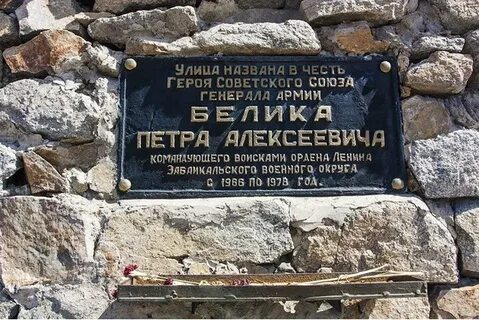 Улица названа в честь
Героя Советского Союза
генерала армии
БЕЛИКА
ПЕТРА АЛЕКСЕЕВИЧА
командующего войсками ордена Ленина
Забайкальского военного округа
с 1966 по 1978 год.